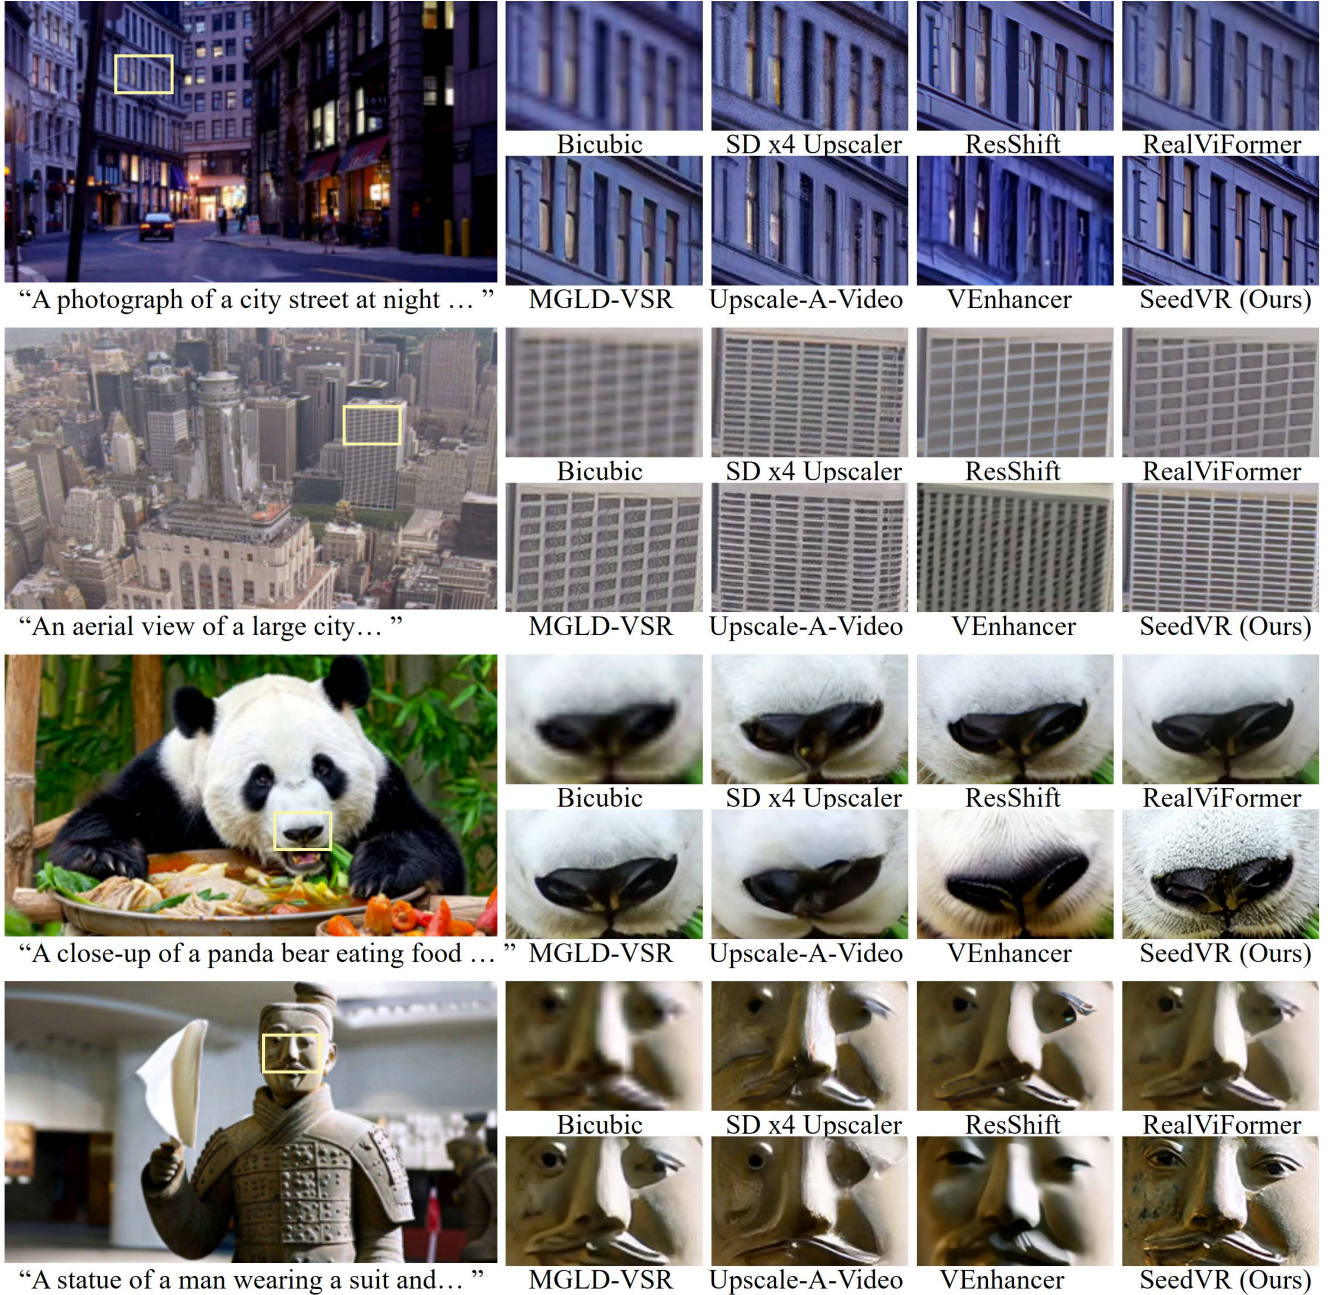 Bicubic
SD x4 Upscaler
ResShift
RealViFormer
MGLD-VSR
Upscale-A-Video
VEnhancer
SeedVR (Ours)
“A photograph of a city street at night … ”
Bicubic
SD x4 Upscaler
ResShift
RealViFormer
MGLD-VSR
Upscale-A-Video
VEnhancer
SeedVR (Ours)
“An aerial view of a large city… ”
Bicubic
SD x4 Upscaler
ResShift
RealViFormer
MGLD-VSR
Upscale-A-Video
VEnhancer
SeedVR (Ours)
“A close-up of a panda bear eating food … ”
Bicubic
SD x4 Upscaler
ResShift
RealViFormer
MGLD-VSR
Upscale-A-Video
VEnhancer
SeedVR (Ours)
“A statue of a man wearing a suit and… ”